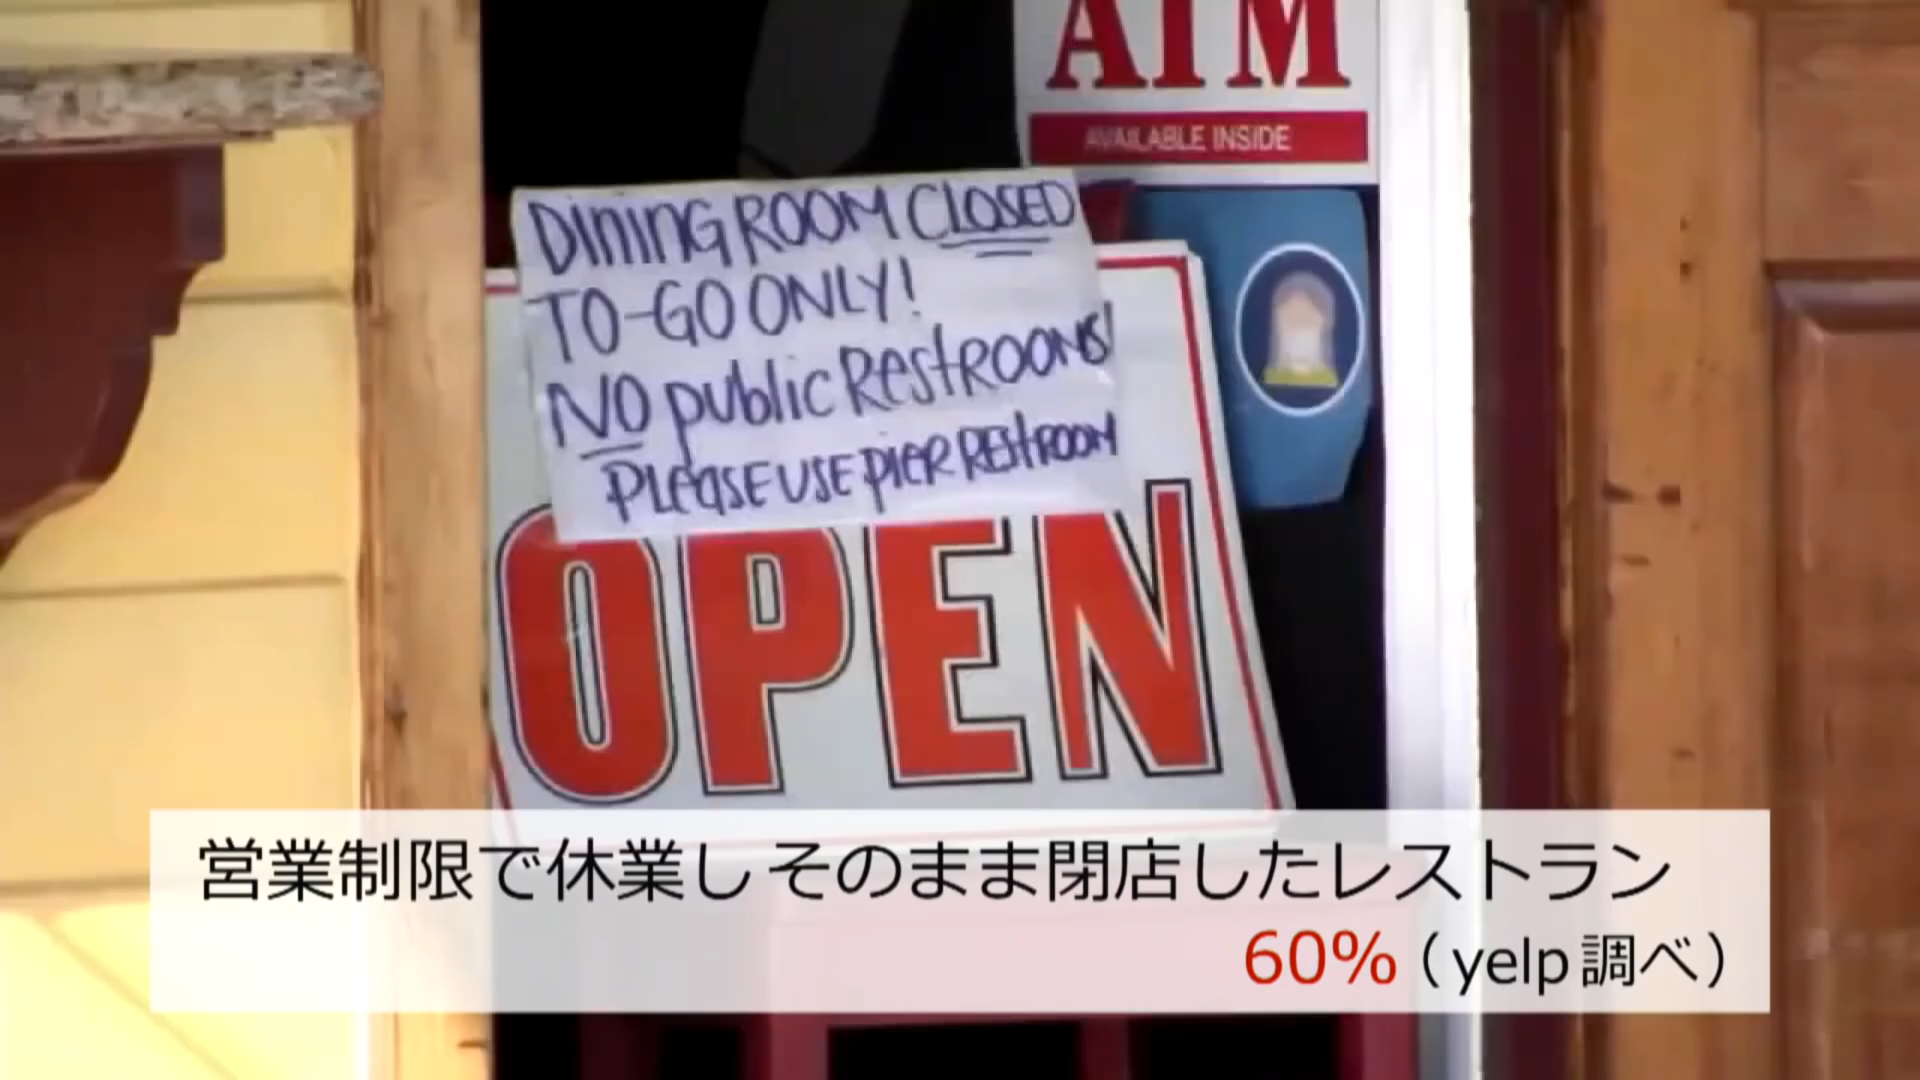 ATM
AVAILABLE INSIDE
DINING ROOM CLOSED
TO-GO ONLY!
NO public RestRooms!
PLeaSE USE PIER RESTROOM
OPEN
営業制限で休業しそのまま閉店したレストラン
60%（yelp調べ）